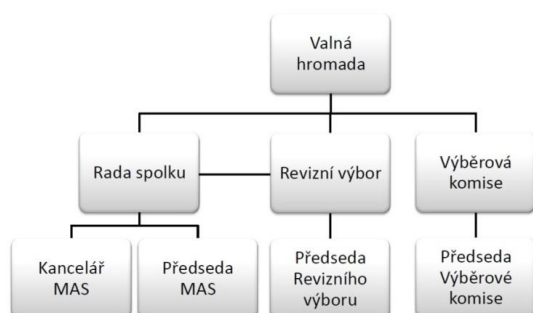 Valná
hromada
Rada spolku
Revizní výbor
Výběrová
komise
Kancelář
MAS
Předseda
MAS
Předseda
Revizního
výboru
Předseda
Výběrové
komise